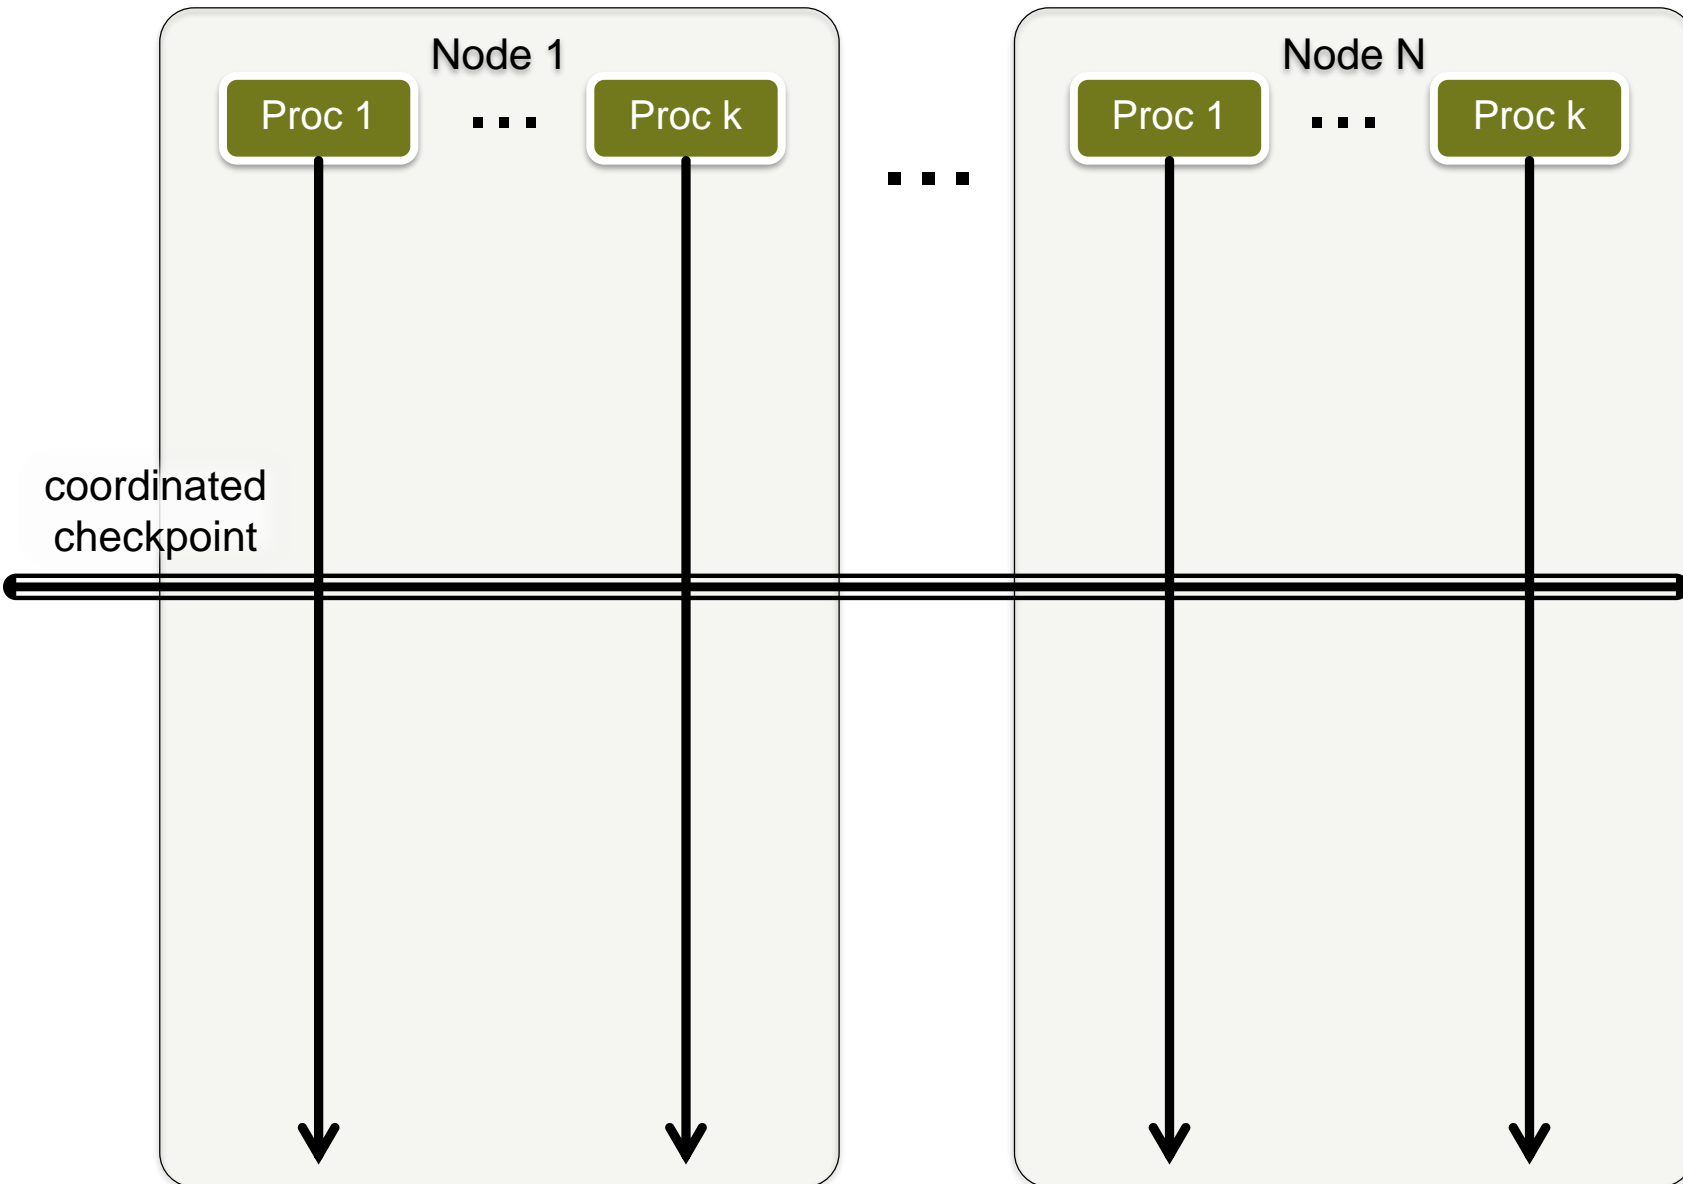 Node 1
Node N
Proc 1
...
Proc k
...
Proc 1
...
Proc k
coordinated
checkpoint